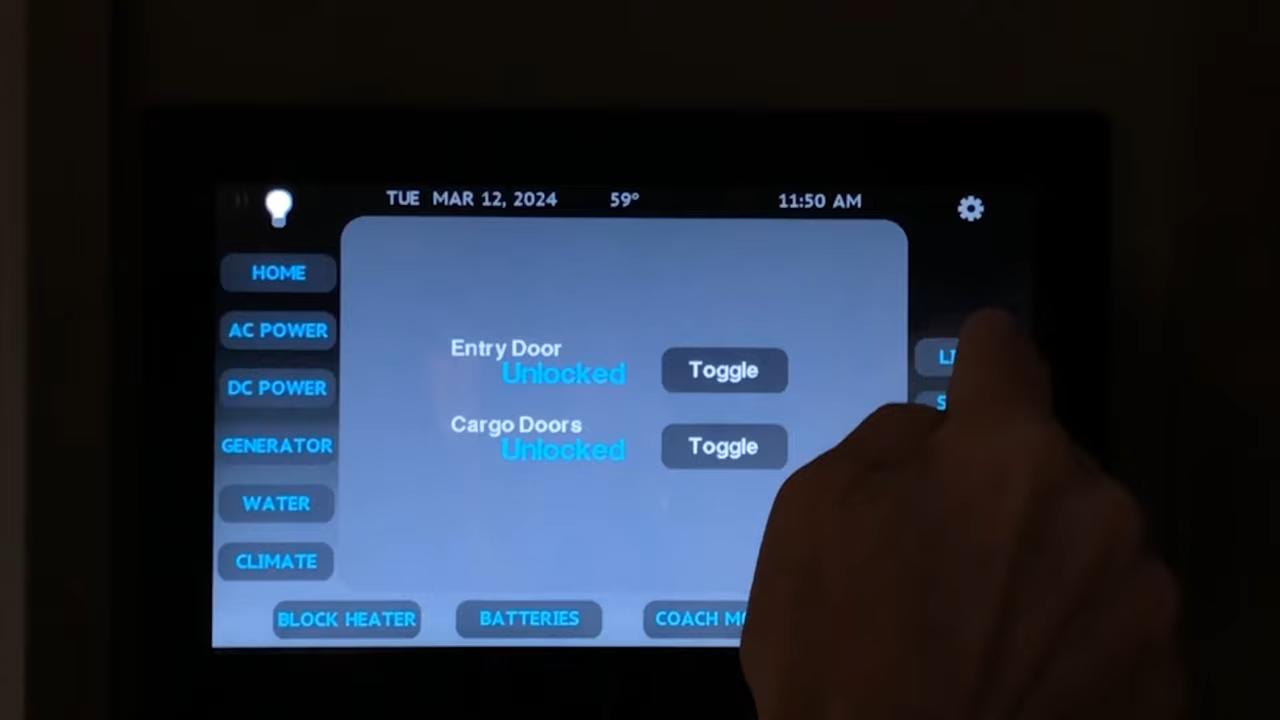 TUE MAR 12, 2024 59° 11:50 AM
HOME
AC POWER
DC POWER
GENERATOR
WATER
CLIMATE
Entry Door
Unlocked
Toggle
Cargo Doors
Unlocked
Toggle
BLOCK HEATER
BATTERIES
COACH